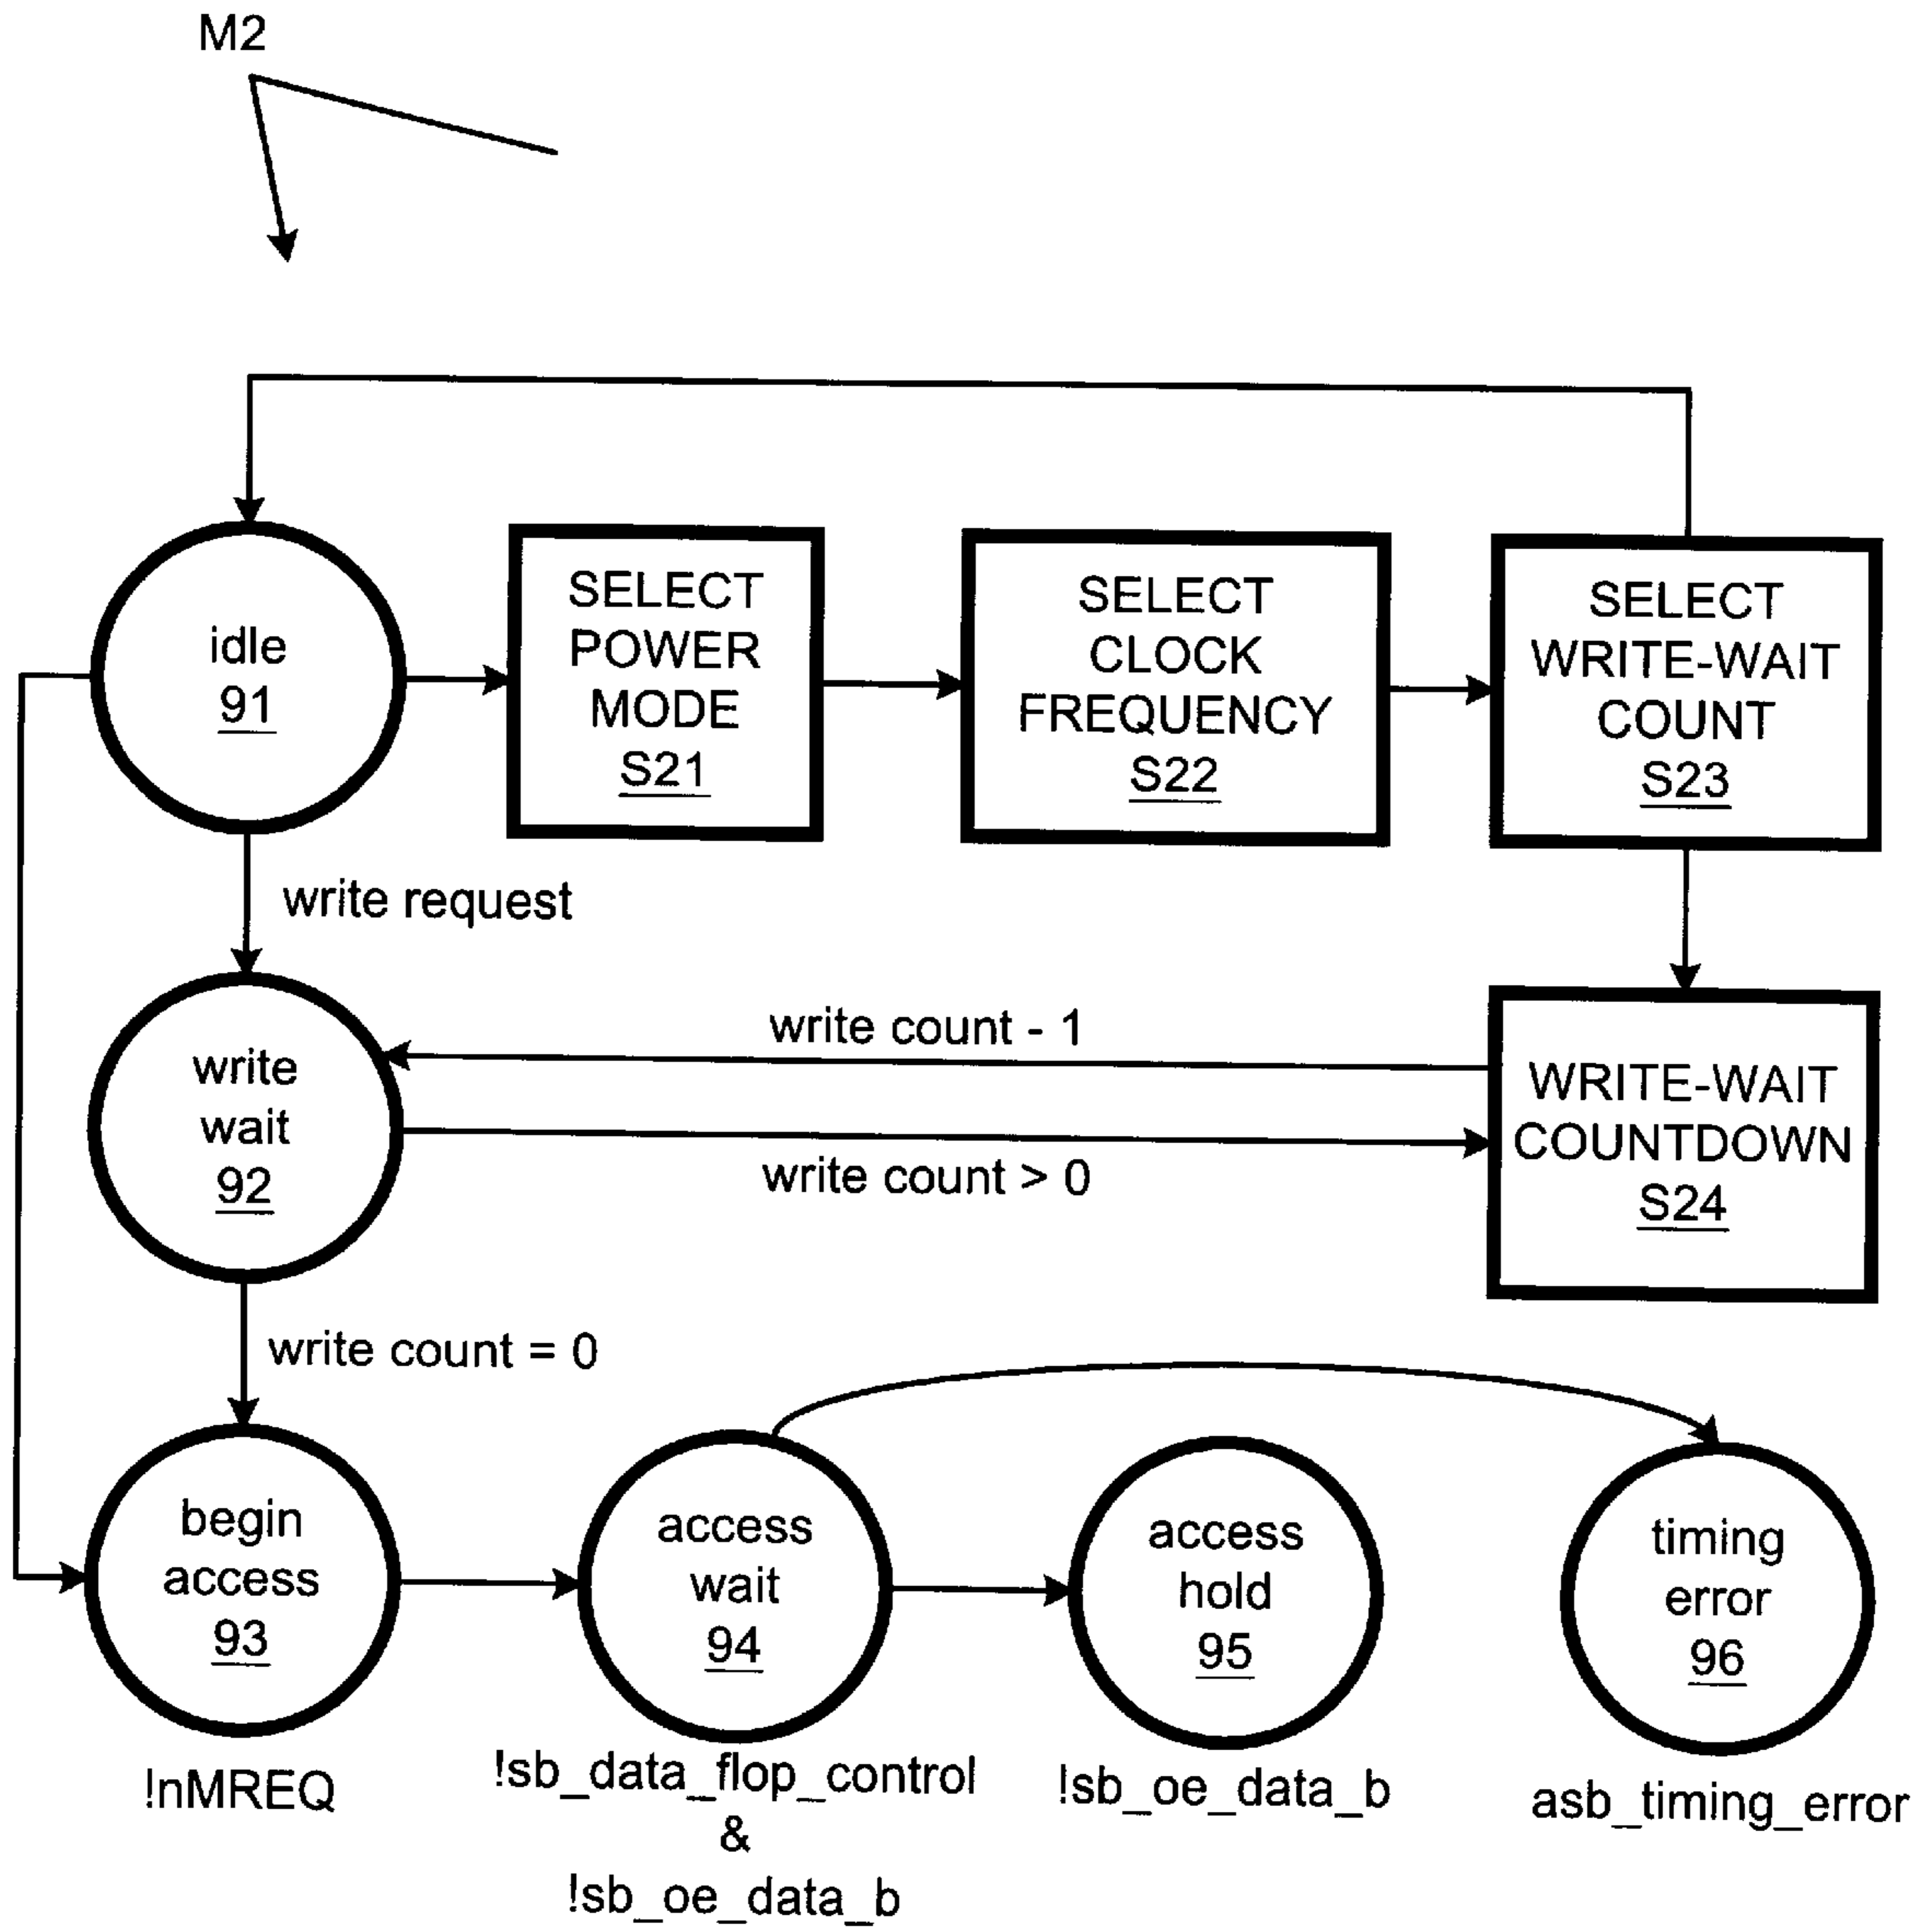 M2
idle
91
SELECT
POWER
MODE
S21
SELECT
CLOCK
FREQUENCY
S22
SELECT
WRITE-WAIT
COUNT
S23
write request
write
wait
92
write count - 1
write count > 0
WRITE-WAIT
COUNTDOWN
S24
write count = 0
begin
access
93
access
wait
94
access
hold
95
timing
error
96
!nMREQ
!sb_data_flop_control
&
!sb_oe_data_b
!sb_oe_data_b
asb_timing_error